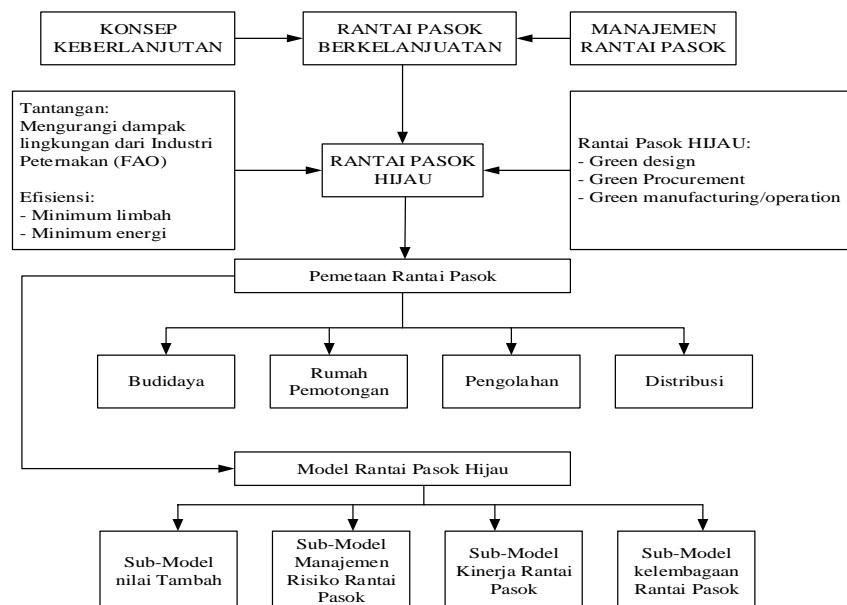 KONSEP
KEBERLANJUTAN
RANTAI PASOK
BERKELANJUATAN
MANAJEMEN
RANTAI PASOK
Tantangan:
Mengurangi dampak
lingkungan dari Industri
Peternakan (FAO)
Efisiensi:
- Minimum limbah
- Minimum energi
RANTAI PASOK
HIJAU
Rantai Pasok HIJAU:
- Green design
- Green Procurement
- Green manufacturing/operation
Pemetaan Rantai Pasok
Budidaya
Rumah
Pemotongan
Pengolahan
Distribusi
Model Rantai Pasok Hijau
Sub-Model
nilai Tambah
Sub-Model
Manajemen
Risiko Rantai
Pasok
Sub-Model
Kinerja Rantai
Pasok
Sub-Model
kelembagaan
Rantai Pasok